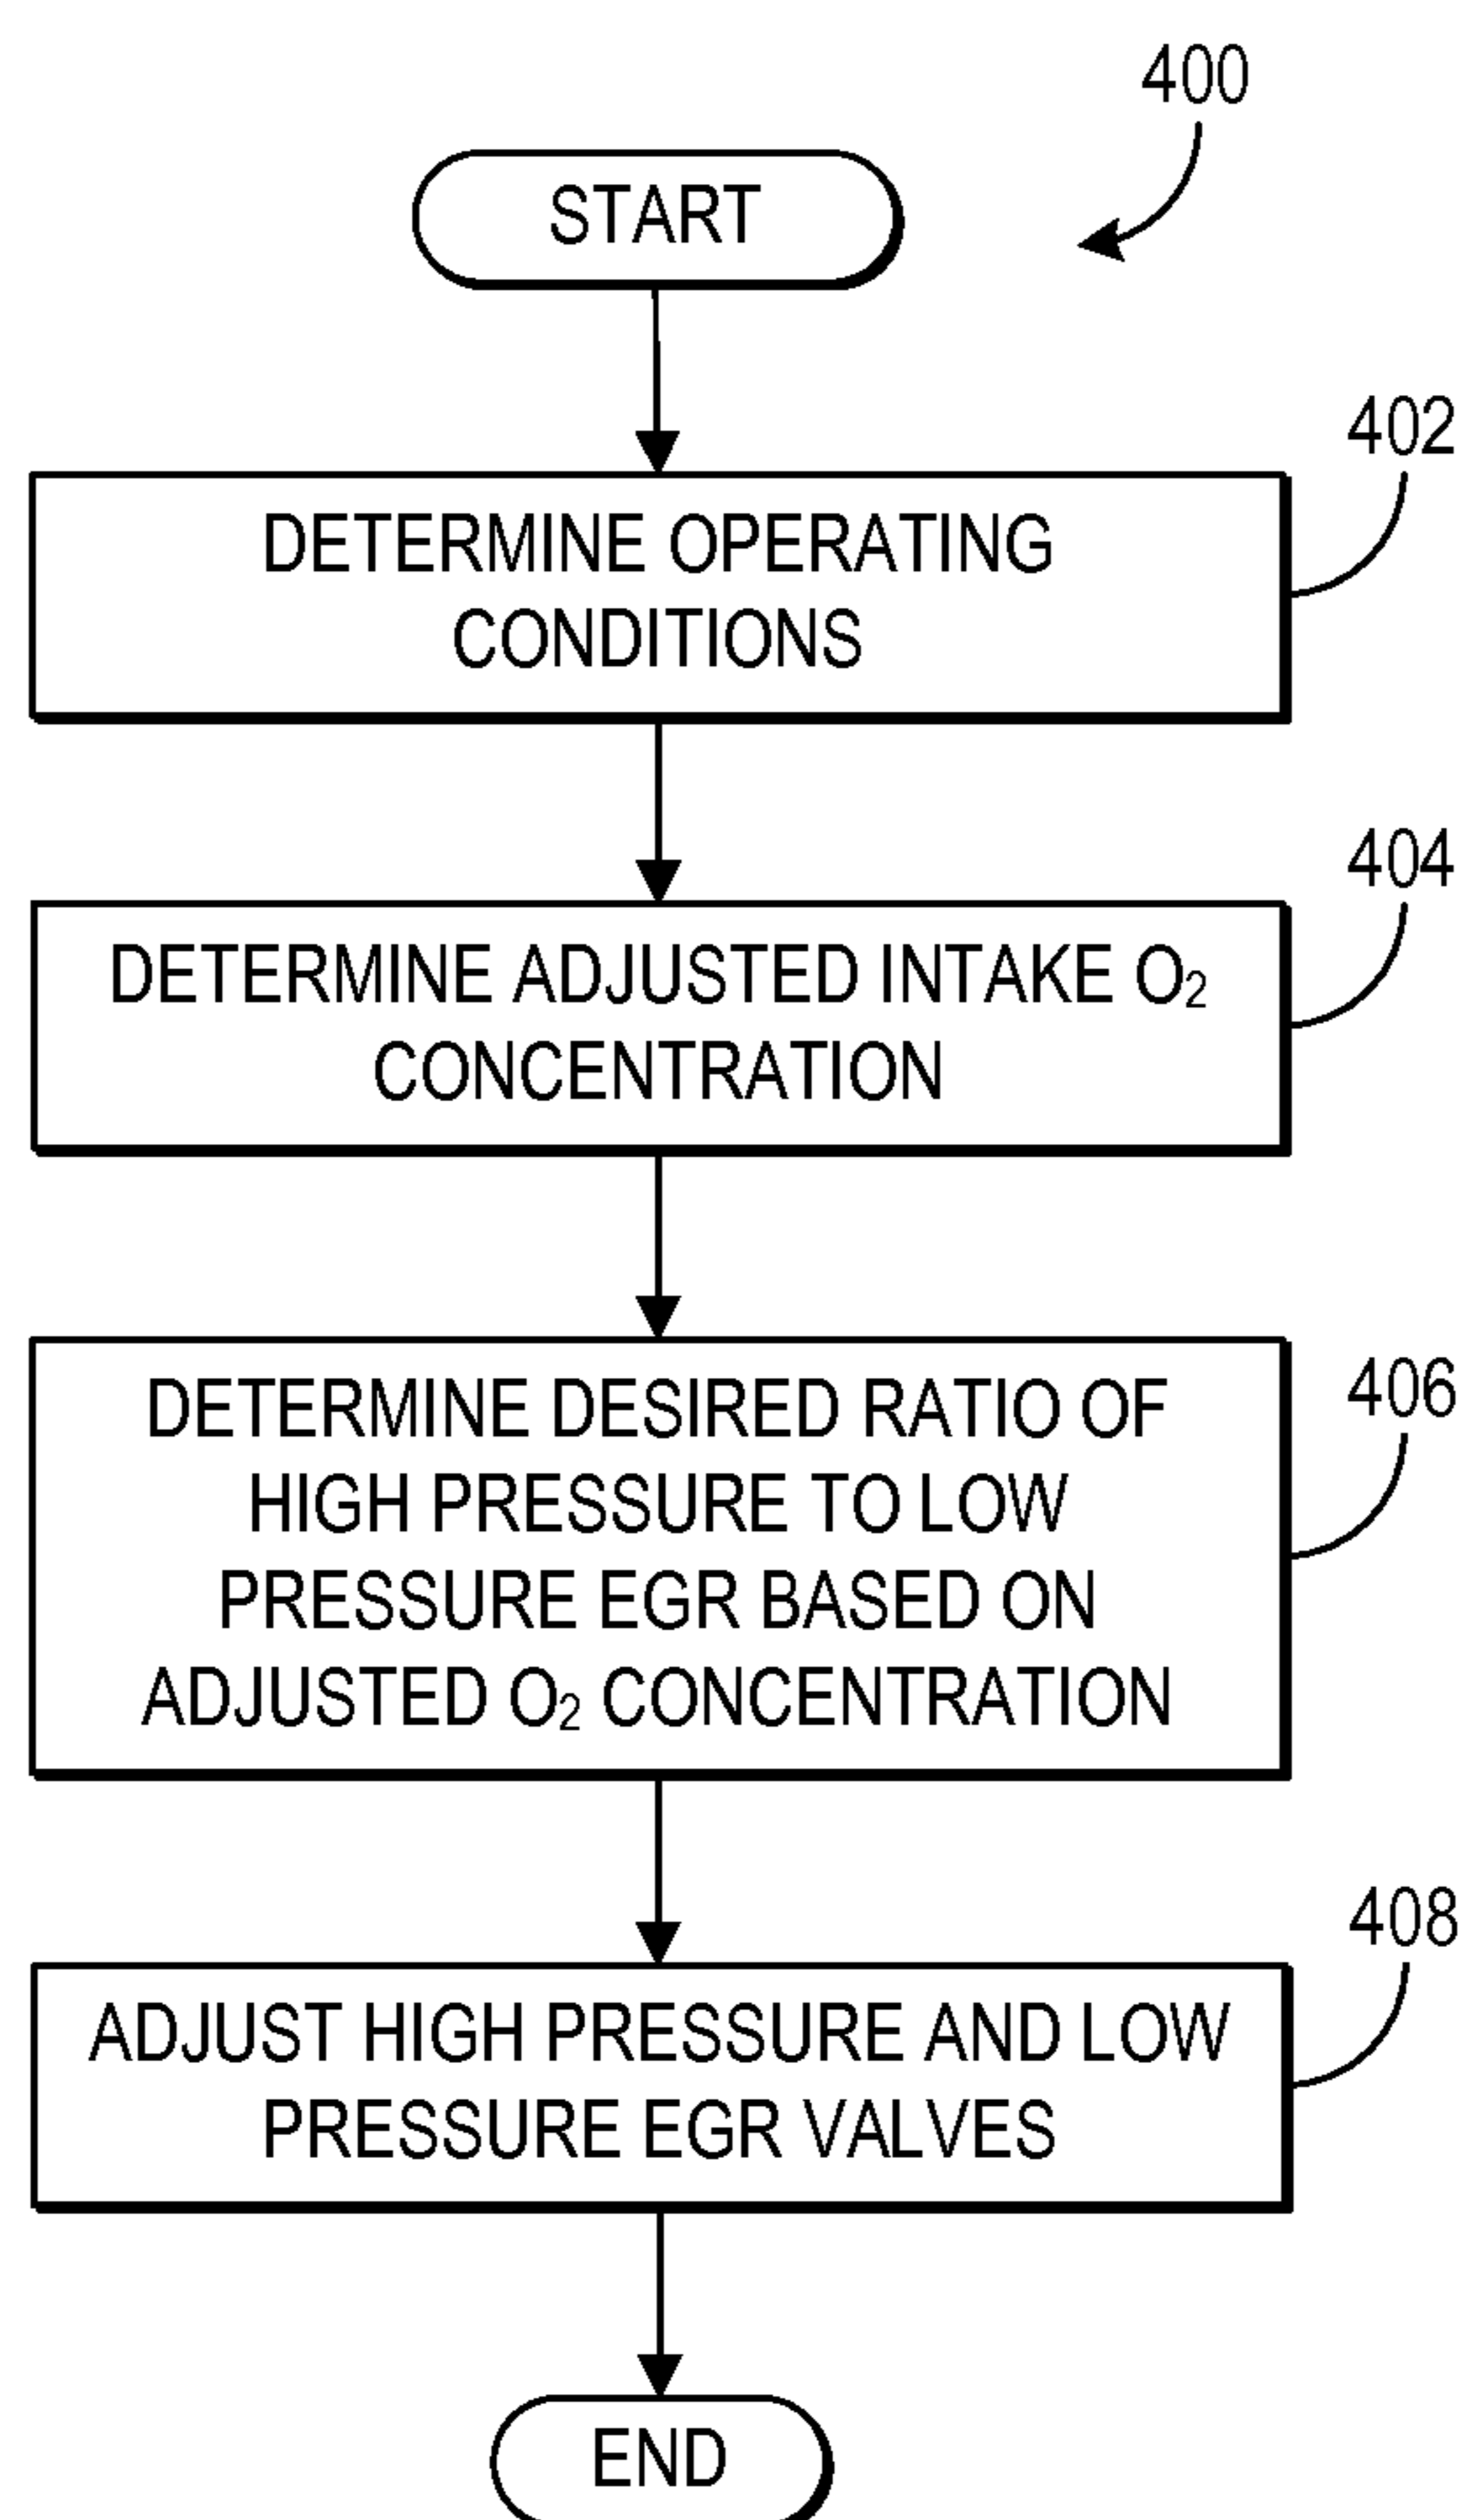 400
START
402
DETERMINE OPERATING
CONDITIONS
404
DETERMINE ADJUSTED INTAKE O₂
CONCENTRATION
406
DETERMINE DESIRED RATIO OF
HIGH PRESSURE TO LOW
PRESSURE EGR BASED ON
ADJUSTED O₂ CONCENTRATION
408
ADJUST HIGH PRESSURE AND LOW
PRESSURE EGR VALVES
END